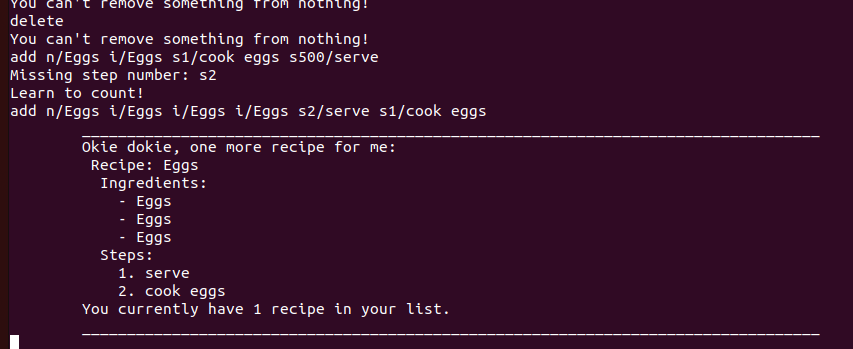 You can't remove something from nothing!
delete
You can't remove something from nothing!
add n/Eggs i/Eggs s1/cook eggs s500/serve
Missing step number: s2
Learn to count!
add n/Eggs i/Eggs i/Eggs i/Eggs s2/serve s1/cook eggs
Okie dokie, one more recipe for me:
Recipe: Eggs
Ingredients:
- Eggs
- Eggs
- Eggs
Steps:
1. serve
2. cook eggs
You currently have 1 recipe in your list.